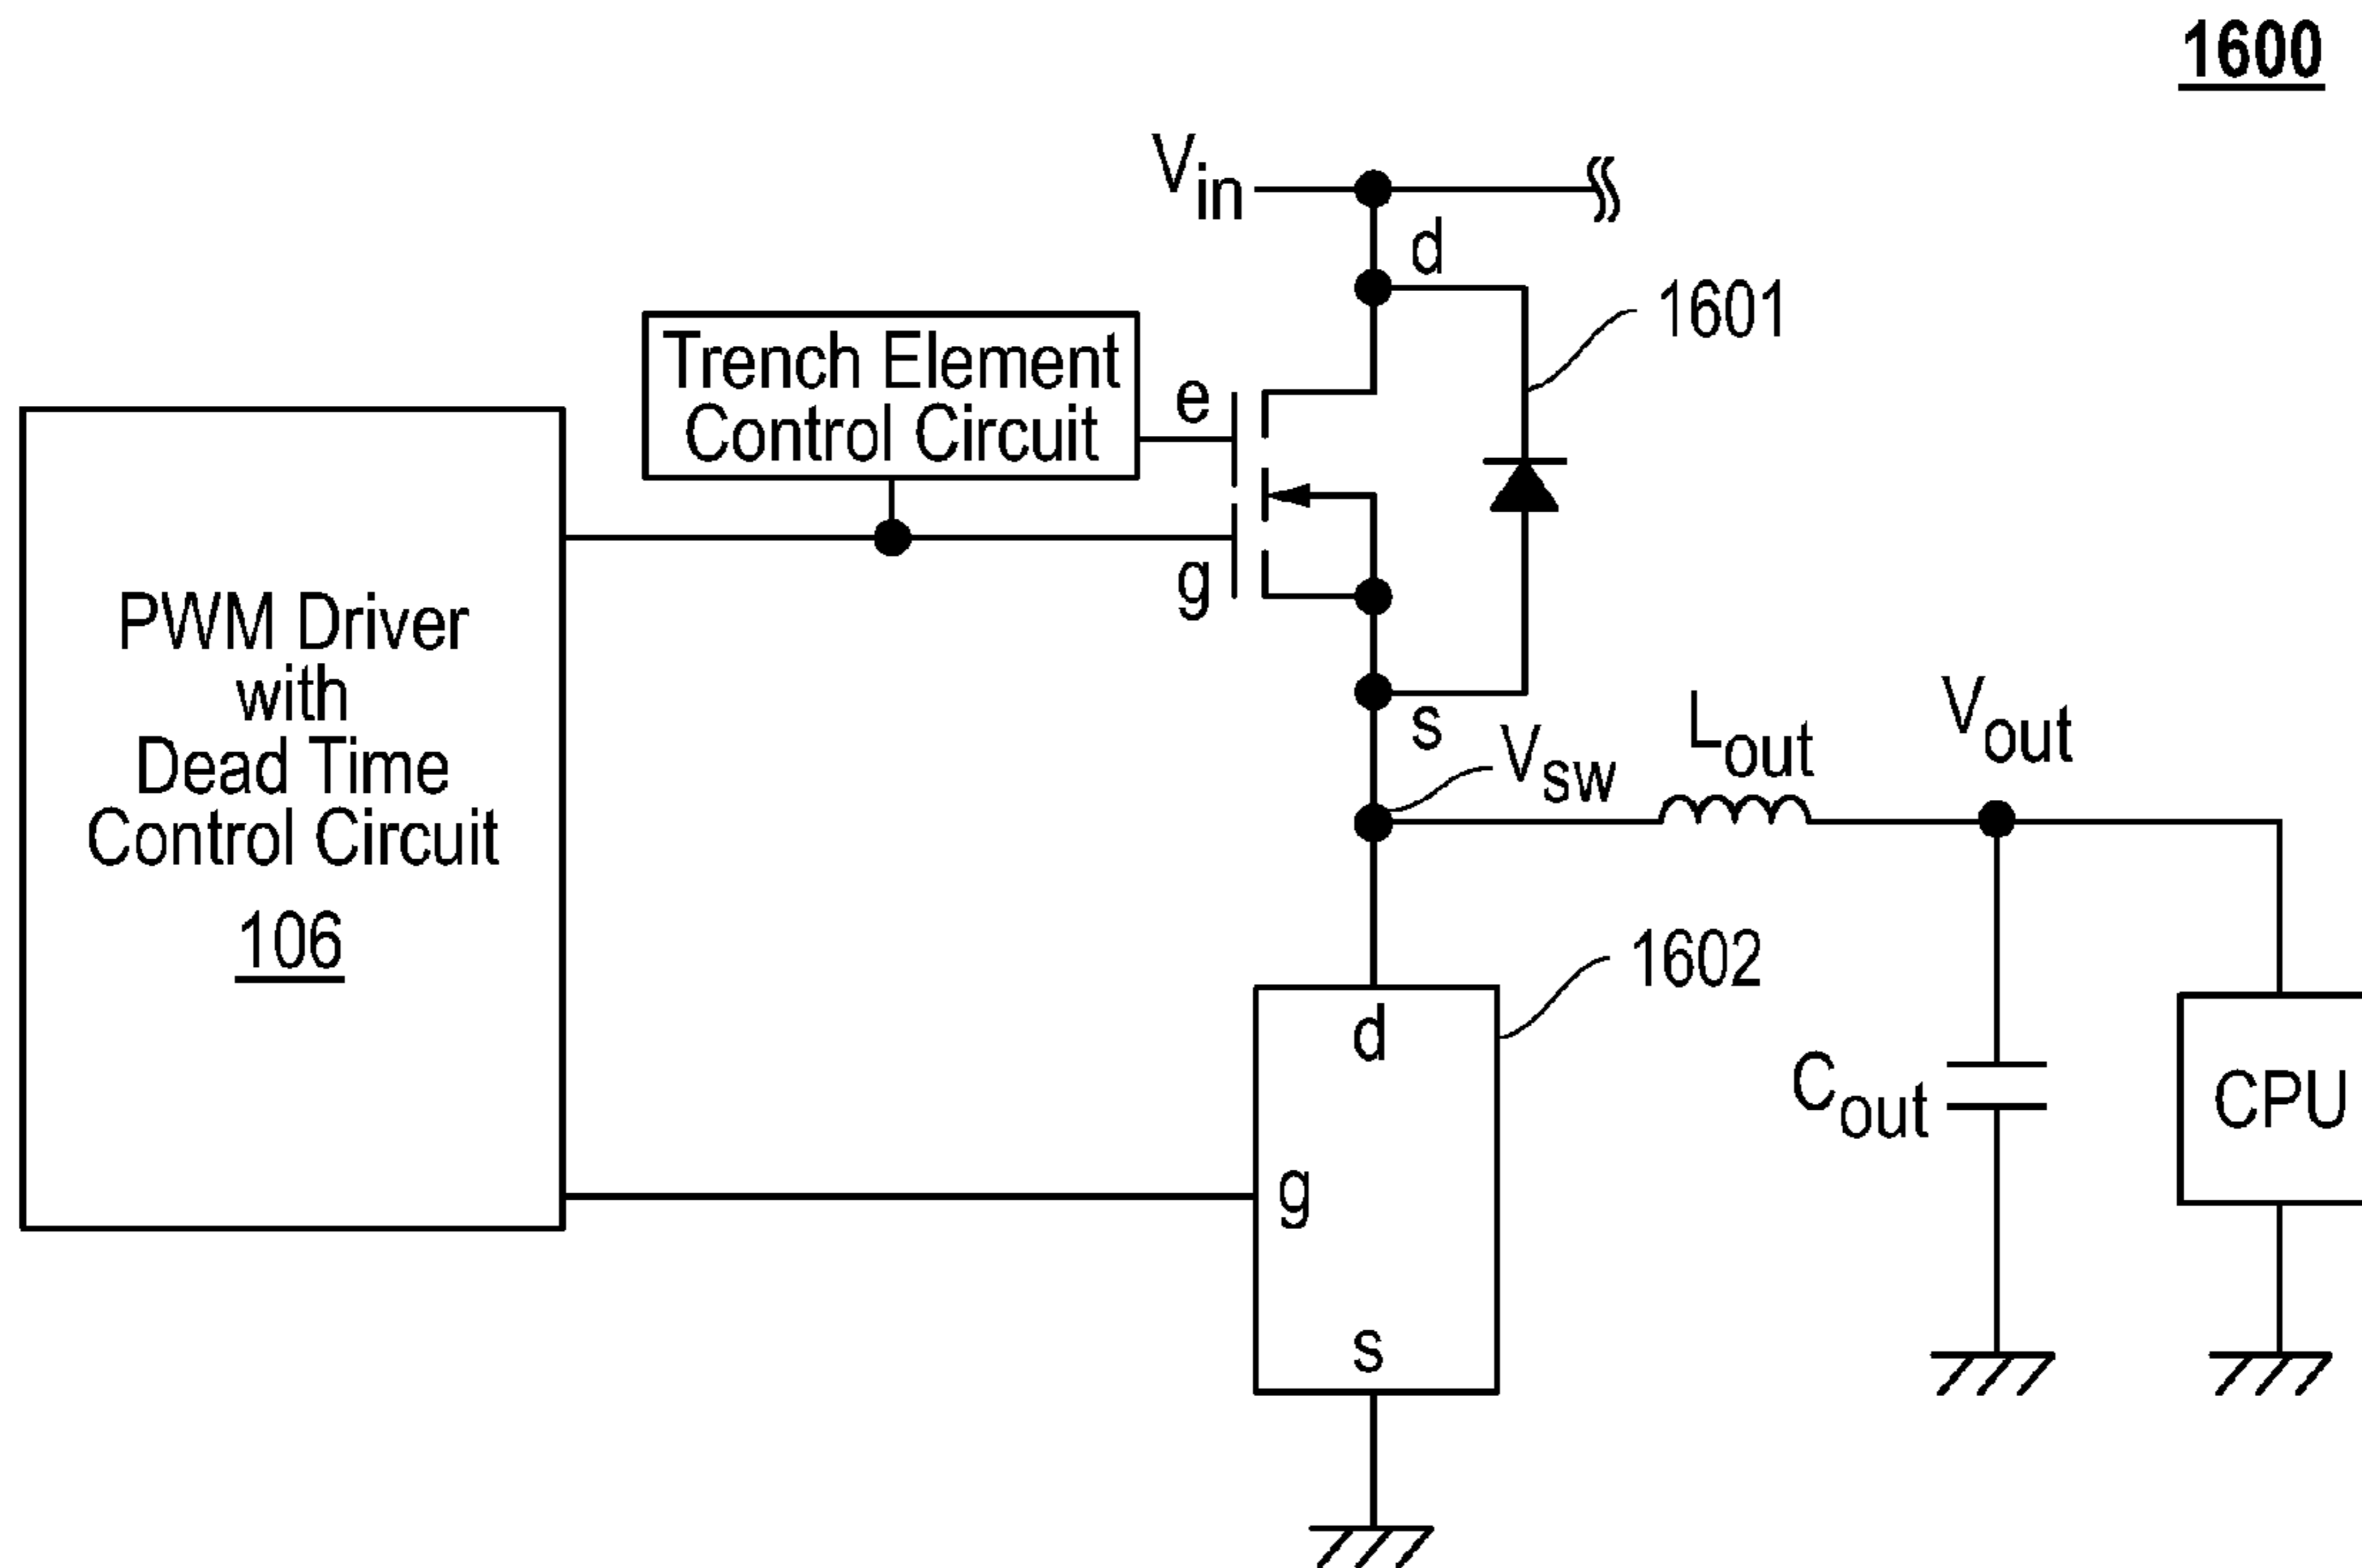 1600
Vin
d
1601
Trench Element
Control Circuit
e
g
s
Vsw
Lout
Vout
PWM Driver
with
Dead Time
Control Circuit
106
1602
d
g
s
Cout
CPU